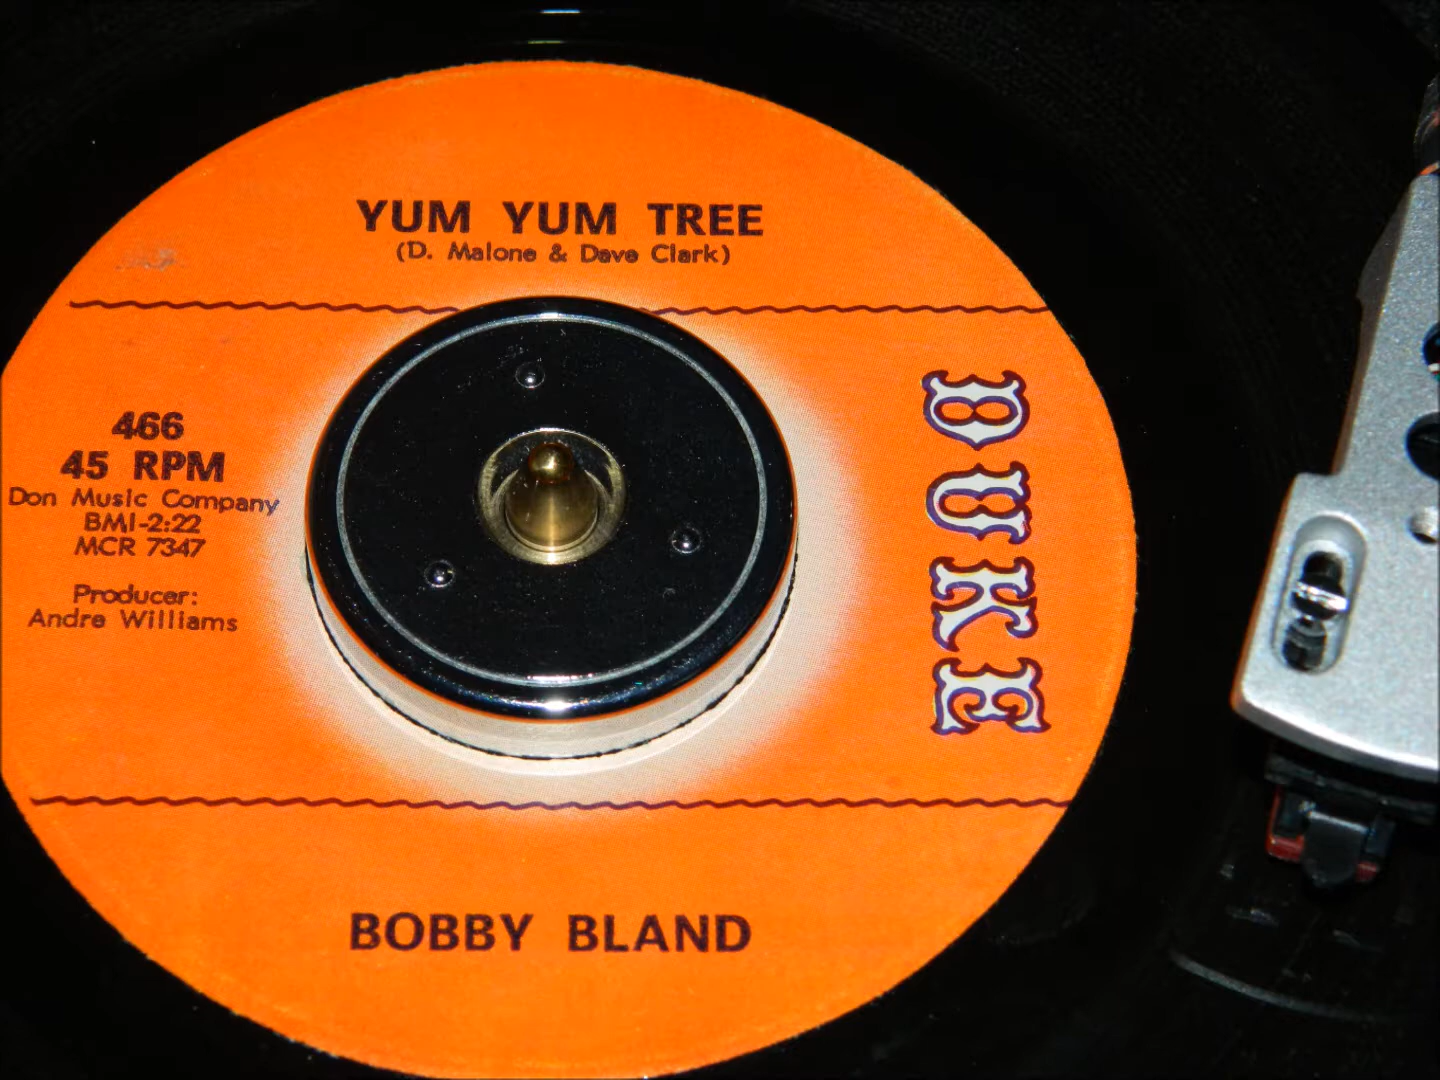 YUM YUM TREE
(D. Malone & Dave Clark)
466
45 RPM
Don Music Company
BMI-2:22
MCR 7347
Producer:
Andre Williams
DUKE
BOBBY BLAND